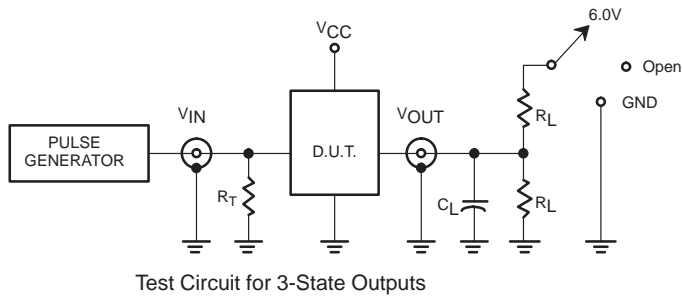 6.0V
VCC
Open
VIN
VOUT
RL
GND
PULSE
GENERATOR
D.U.T.
RT
CL
RL
Test Circuit for 3-State Outputs